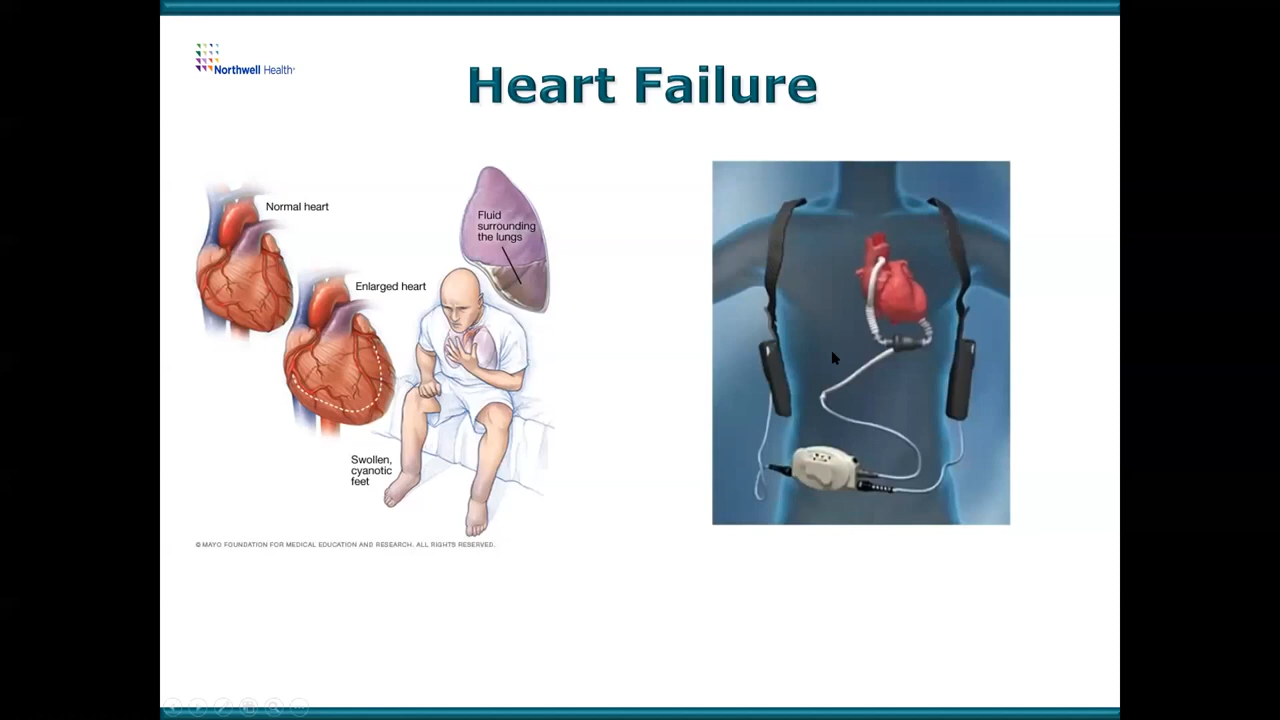 Northwell Health
Heart Failure
Normal heart
Fluid
surrounding
the lungs
Enlarged heart
Swollen,
cyanotic
feet
© MAYO FOUNDATION FOR MEDICAL EDUCATION AND RESEARCH. ALL RIGHTS RESERVED.